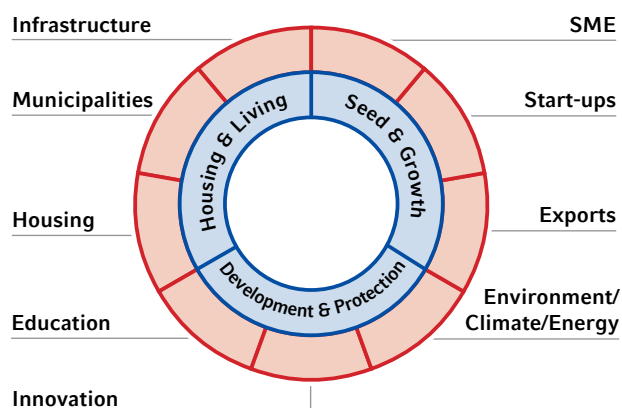 Infrastructure
SME
Municipalities
Start-ups
Housing & Living
Seed & Growth
Housing
Exports
Development & Protection
Education
Environment/
Climate/Energy
Innovation